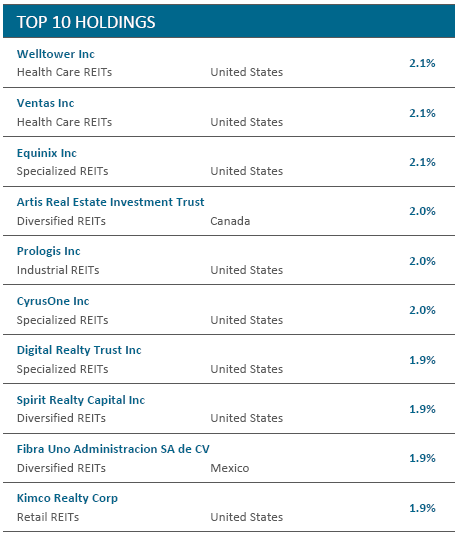 TOP 10 HOLDINGS
Welltower Inc
Health Care REITs United States 2.1%
Ventas Inc
Health Care REITs United States 2.1%
Equinix Inc
Specialized REITs United States 2.1%
Artis Real Estate Investment Trust
Diversified REITs Canada 2.0%
Prologis Inc
Industrial REITs United States 2.0%
CyrusOne Inc
Specialized REITs United States 2.0%
Digital Realty Trust Inc
Specialized REITs United States 1.9%
Spirit Realty Capital Inc
Diversified REITs United States 1.9%
Fibra Uno Administracion SA de CV
Diversified REITs Mexico 1.9%
Kimco Realty Corp
Retail REITs United States 1.9%